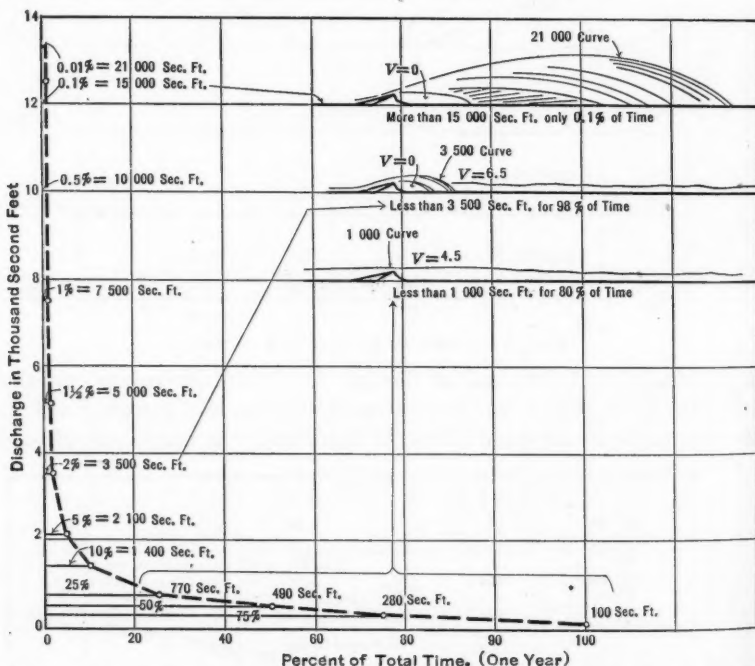 14
0.01% = 21 000 Sec. Ft.
0.1% = 15 000 Sec. Ft.
21 000 Curve
V=0
12
More than 15 000 Sec. Ft. only 0.1% of Time
3 500 Curve
V=0
V=6.5
0.5% = 10 000 Sec. Ft.
10
Less than 3 500 Sec. Ft. for 98% of Time
1 000 Curve
V=4.5
8
1% = 7 500 Sec. Ft.
Less than 1 000 Sec. Ft. for 80% of Time
6
1½% = 5 000 Sec. Ft.
4
2% = 3 500 Sec. Ft.
5% = 2 100 Sec. Ft.
2
10% = 1 400 Sec. Ft.
25%
770 Sec. Ft.
490 Sec. Ft.
280 Sec. Ft.
100 Sec. Ft.
50%
75%
0
0 10 20 30 40 50 60 70 80 90 100
Discharge in Thousand Second Feet
Percent of Total Time. (One Year)